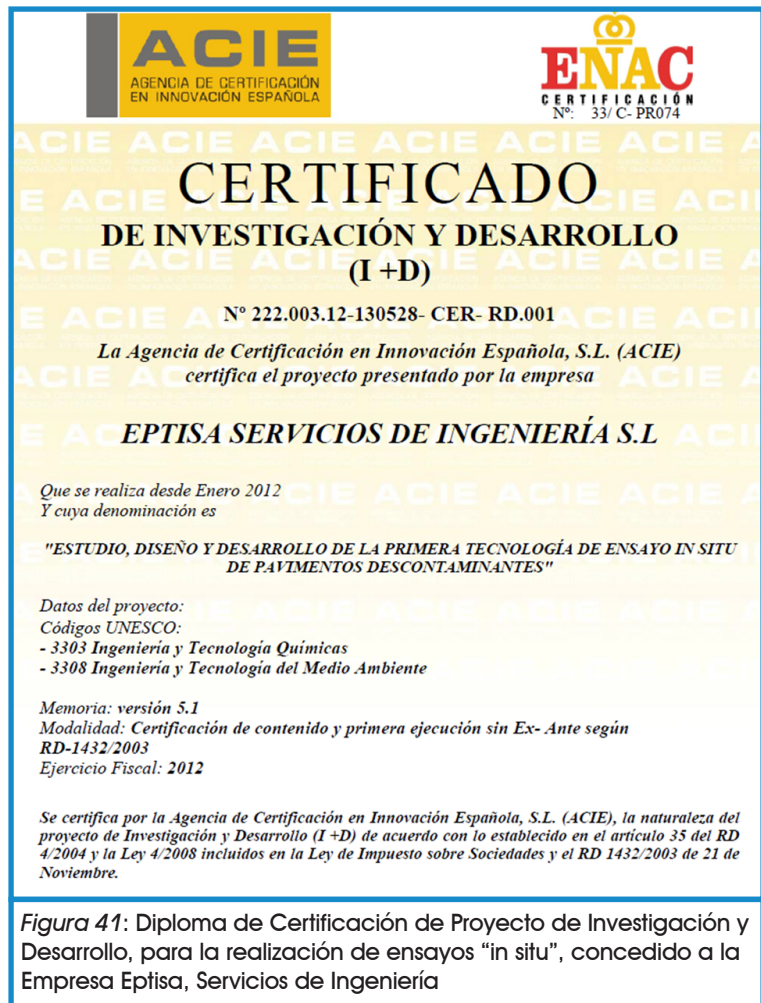 ACIE
AGENCIA DE CERTIFICACIÓN
EN INNOVACIÓN ESPAÑOLA
ENAC
CERTIFICACIÓN
Nº: 33/ C- PR074
CERTIFICADO
DE INVESTIGACIÓN Y DESARROLLO
(I +D)
Nº 222.003.12-130528- CER- RD.001
La Agencia de Certificación en Innovación Española, S.L. (ACIE)
certifica el proyecto presentado por la empresa
EPTISA SERVICIOS DE INGENIERÍA S.L
Que se realiza desde Enero 2012
Y cuya denominación es
"ESTUDIO, DISEÑO Y DESARROLLO DE LA PRIMERA TECNOLOGÍA DE ENSAYO IN SITU
DE PAVIMENTOS DESCONTAMINANTES"
Datos del proyecto:
Códigos UNESCO:
- 3303 Ingeniería y Tecnología Químicas
- 3308 Ingeniería y Tecnología del Medio Ambiente
Memoria: versión 5.1
Modalidad: Certificación de contenido y primera ejecución sin Ex- Ante según
RD-1432/2003
Ejercicio Fiscal: 2012
Se certifica por la Agencia de Certificación en Innovación Española, S.L. (ACIE), la naturaleza del
proyecto de Investigación y Desarrollo (I +D) de acuerdo con lo establecido en el artículo 35 del RD
4/2004 y la Ley 4/2008 incluidos en la Ley de Impuesto sobre Sociedades y el RD 1432/2003 de 21 de
Noviembre.
Figura 41: Diploma de Certificación de Proyecto de Investigación y
Desarrollo, para la realización de ensayos “in situ”, concedido a la
Empresa Eptisa, Servicios de Ingeniería